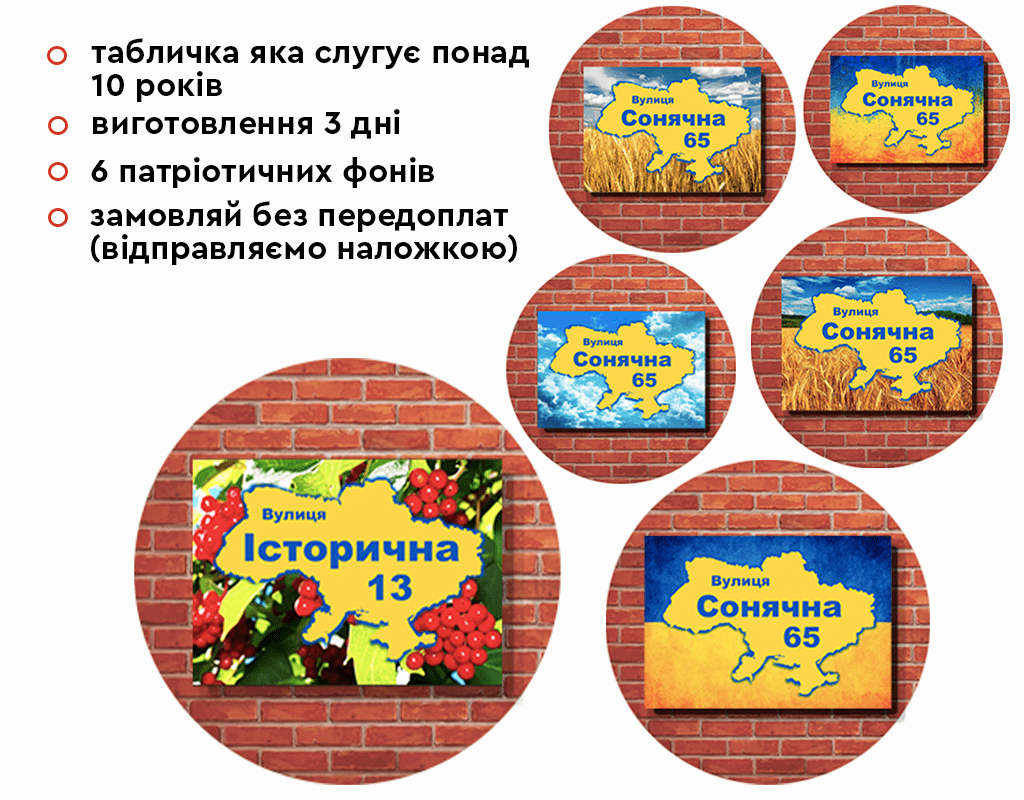 табличка яка слугує понад
10 років
виготовлення 3 дні
6 патріотичних фонів
замовляй без передоплат
(відправляємо наложкою)
Вулиця
Сонячна
65
Вулиця
Сонячна
65
Вулиця
Сонячна
65
Вулиця
Сонячна
65
Вулиця
Історична
13
Вулиця
Сонячна
65